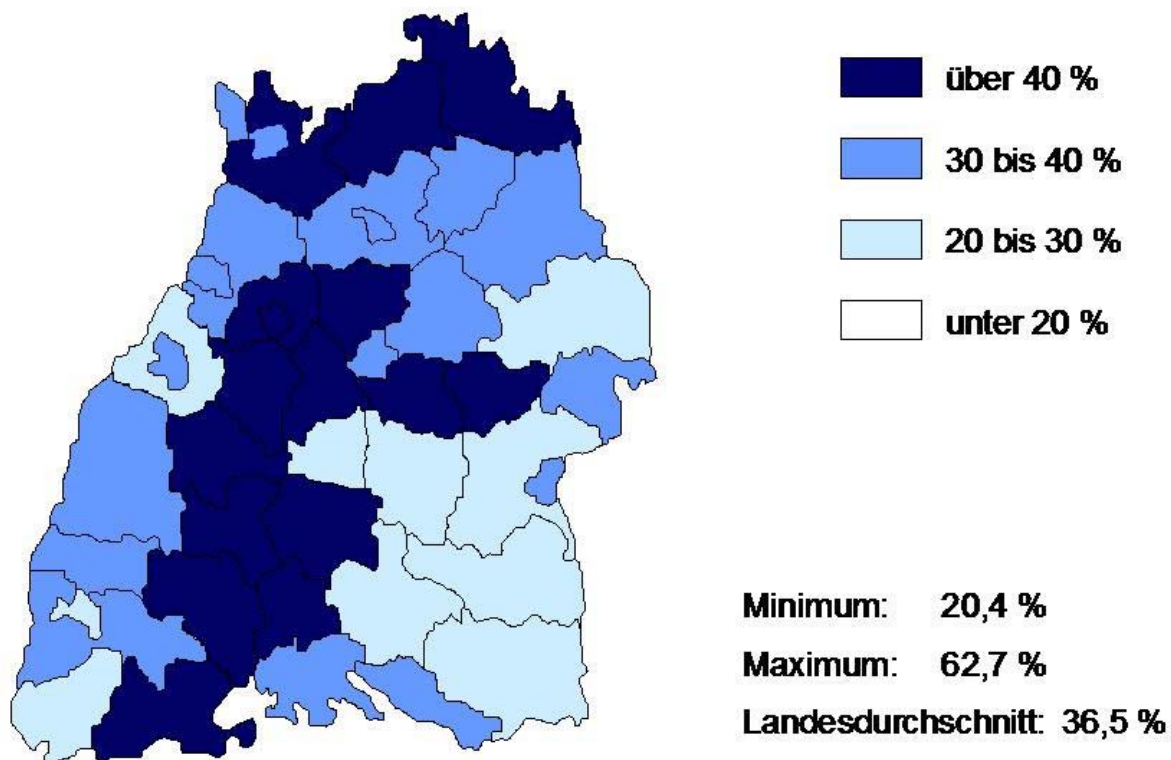 über 40 %
30 bis 40 %
20 bis 30 %
unter 20 %
Minimum: 20,4 %
Maximum: 62,7 %
Landesdurchschnitt: 36,5 %